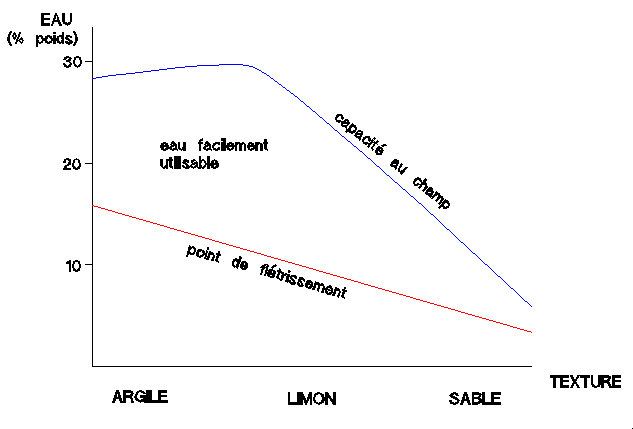 EAU
(% poids)
30
20
10
capacité au champ
eau facilement
utilisable
point de flétrissement
ARGILE
LIMON
SABLE
TEXTURE